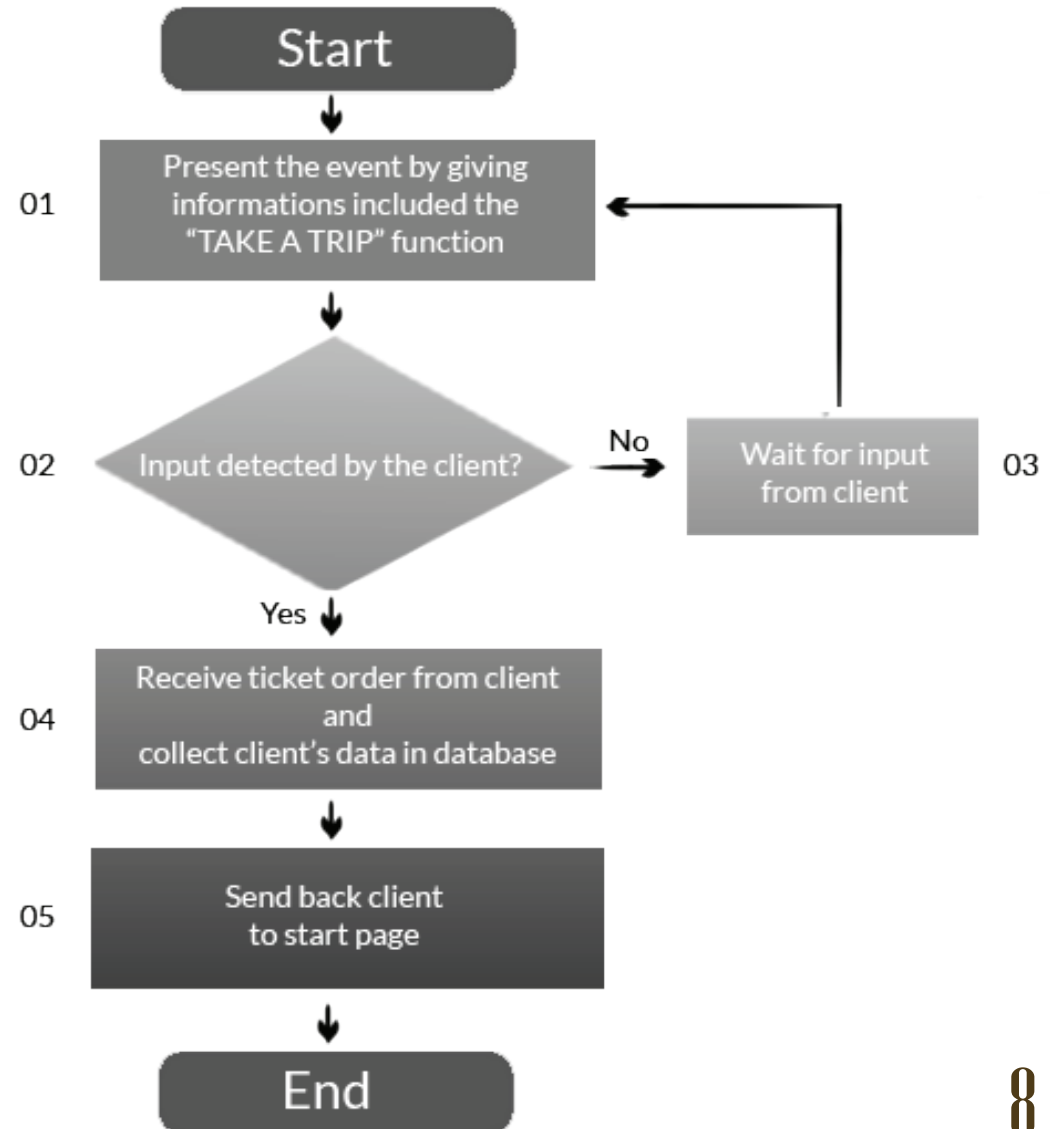 Start
01
Present the event by giving
informations included the
“TAKE A TRIP” function
02
Input detected by the client?
No
Wait for input
from client
03
Yes
04
Receive ticket order from client
and
collect client’s data in database
05
Send back client
to start page
End
8